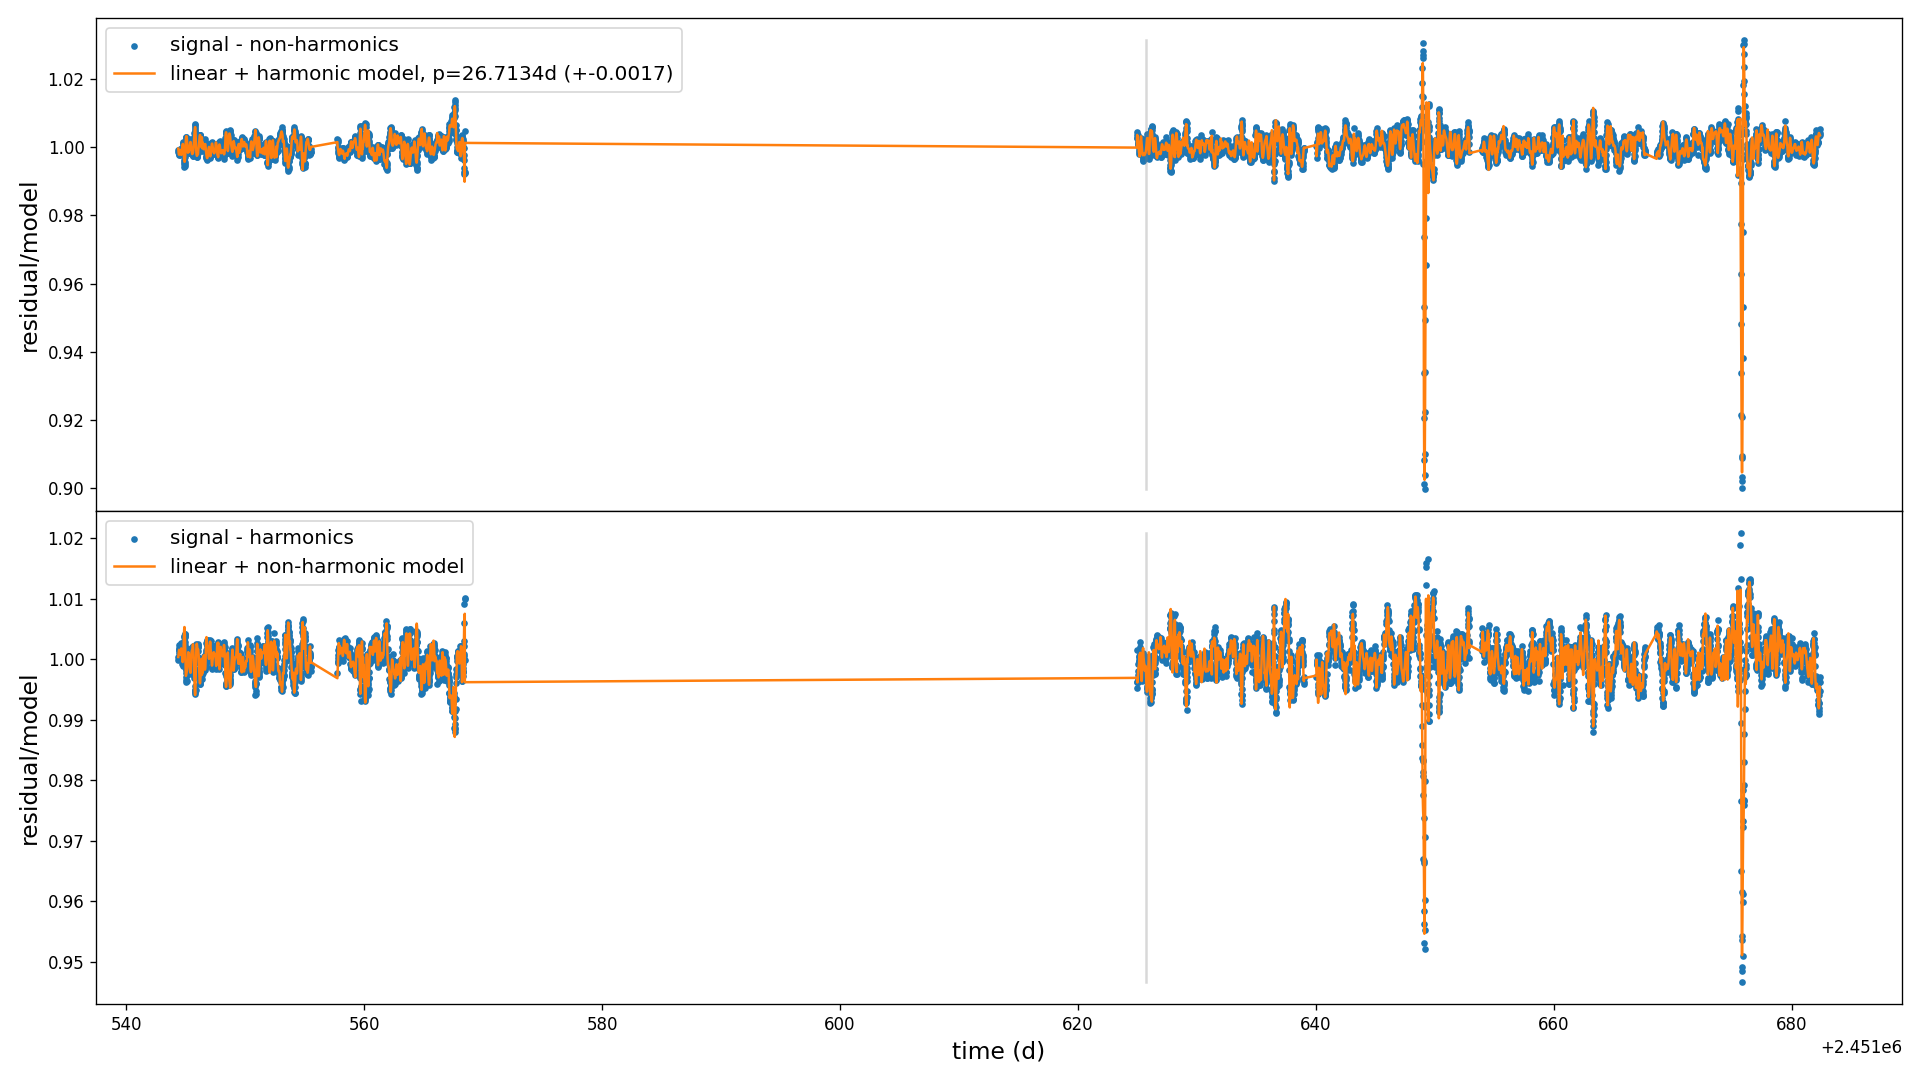 signal - non-harmonics
linear + harmonic model, p=26.7134d (+-0.0017)
1.02
1.00
0.98
0.96
0.94
0.92
0.90
residual/model
signal - harmonics
linear + non-harmonic model
1.02
1.01
1.00
0.99
0.98
0.97
0.96
0.95
residual/model
540
560
580
600
620
640
660
680
time (d)
+2.451e6